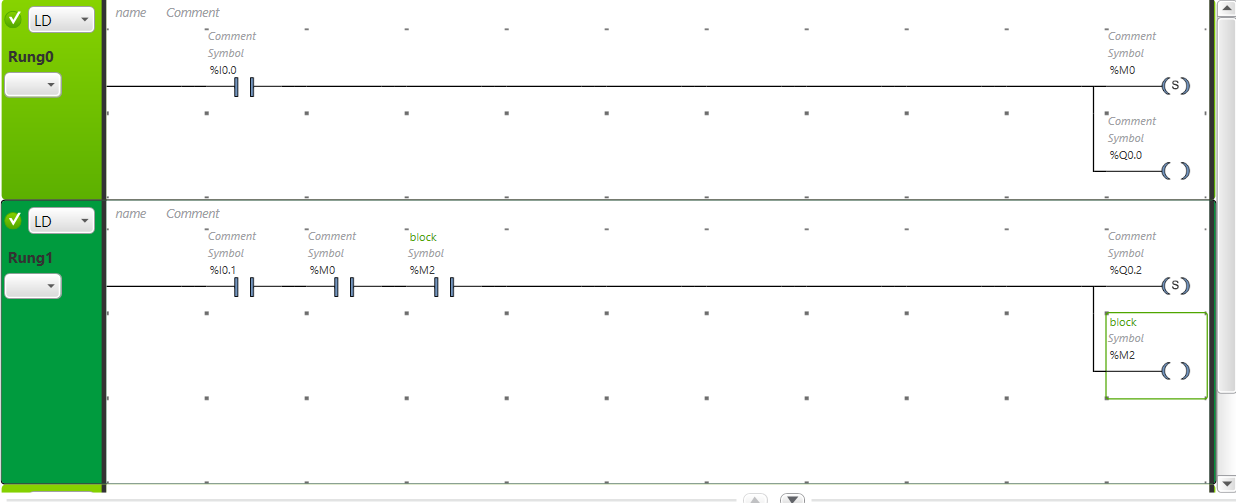 LD
name Comment
Rung0
Comment
Symbol
%I0.0
Comment
Symbol
%M0
S
Comment
Symbol
%Q0.0
LD
name Comment
Rung1
Comment
Symbol
%I0.1
Comment
Symbol
%M0
block
Symbol
%M2
Comment
Symbol
%Q0.2
S
block
Symbol
%M2